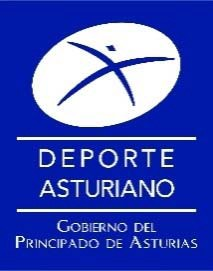 DEPORTE
ASTURIANO
GOBIERNO DEL
PRINCIPADO DE ASTURIAS